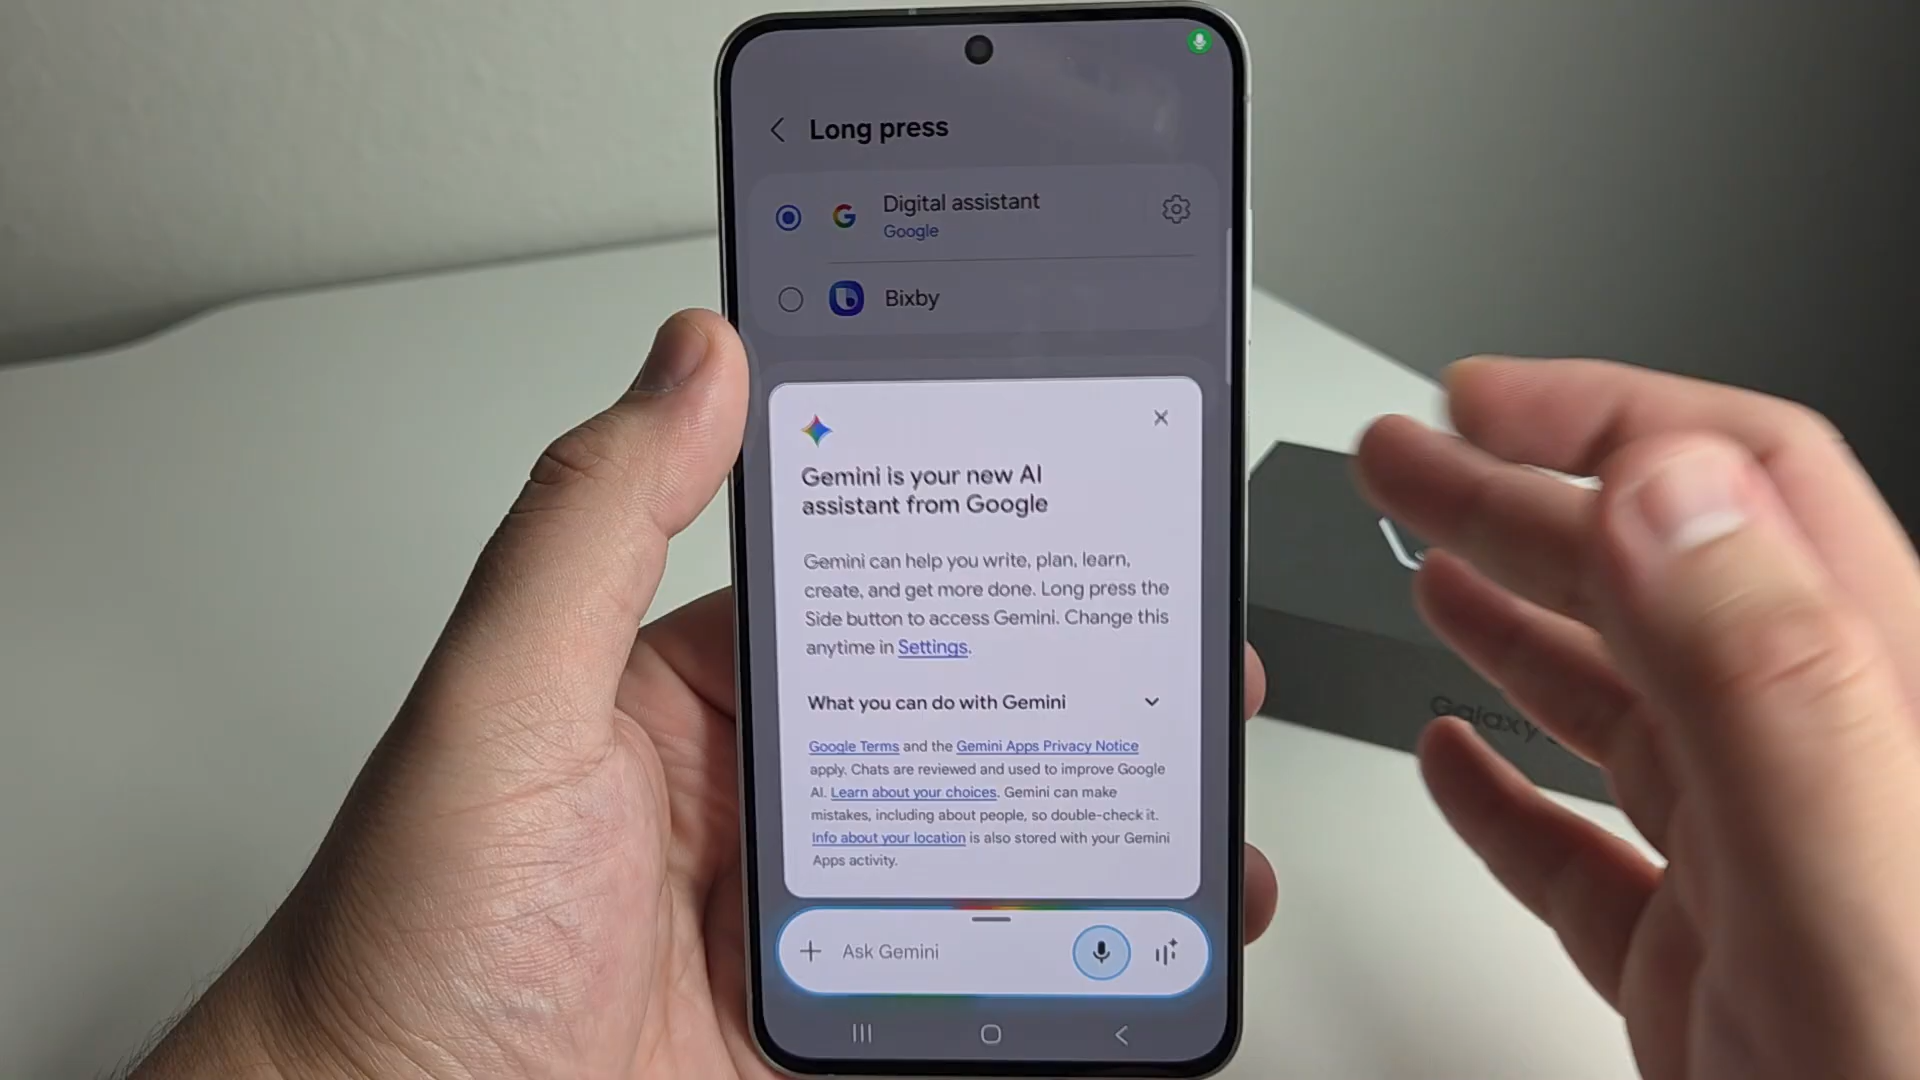 Long press
Digital assistant
Google
Bixby
Gemini is your new AI
assistant from Google
Gemini can help you write, plan, learn,
create, and get more done. Long press the
Side button to access Gemini. Change this
anytime in Settings.
What you can do with Gemini
Google Terms and the Gemini Apps Privacy Notice
apply. Chats are reviewed and used to improve Google
AI. Learn about your choices. Gemini can make
mistakes, including about people, so double-check it.
Info about your location is also stored with your Gemini
Apps activity.
Ask Gemini
Galaxy